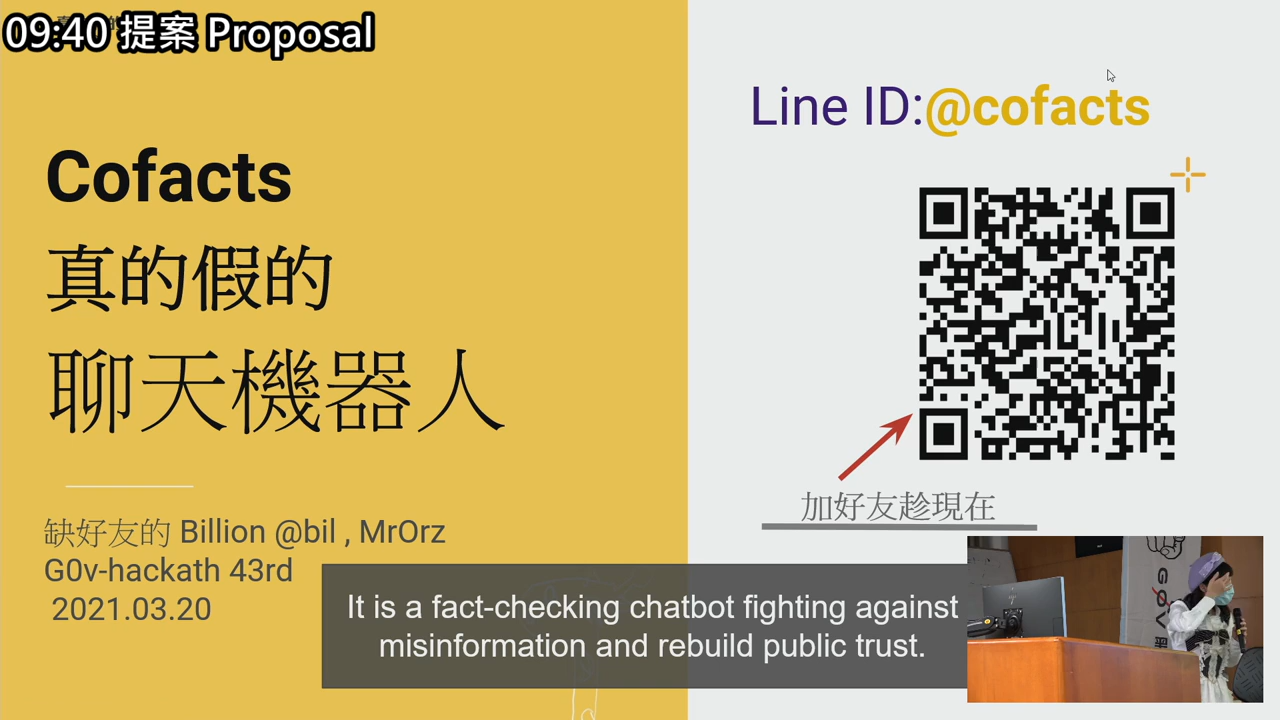 09:40 提案 Proposal
Line ID:@cofacts
Cofacts
真的假的
聊天機器人
缺好友的 Billion @bil , MrOrz
G0v-hackath 43rd
2021.03.20
加好友趁現在
It is a fact-checking chatbot fighting against
misinformation and rebuild public trust.